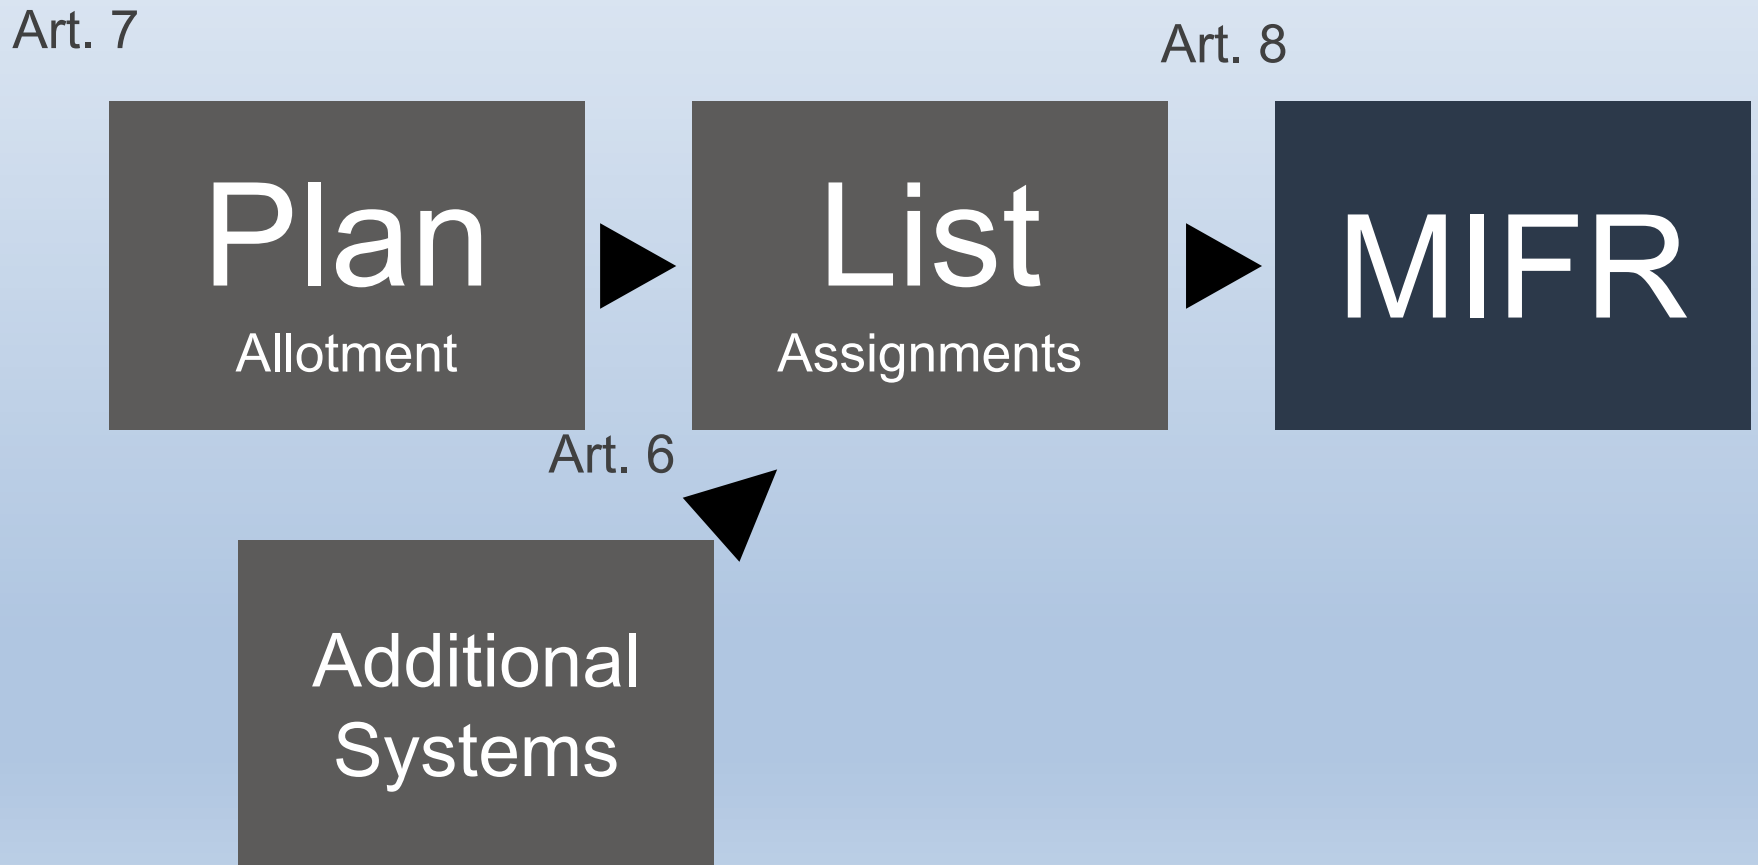 Art. 7
Art. 8
Plan
Allotment
List
Assignments
MIFR
Art. 6
Additional
Systems